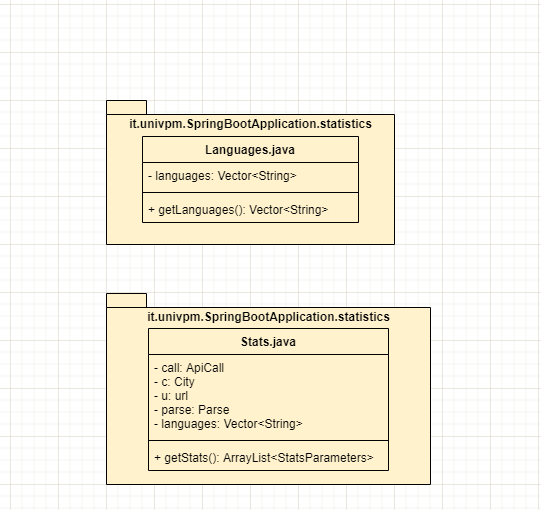 it.univpm.SpringBootApplication.statistics
Languages.java
- languages: Vector<String>
+ getLanguages(): Vector<String>
it.univpm.SpringBootApplication.statistics
Stats.java
- call: ApiCall
- c: City
- u: url
- parse: Parse
- languages: Vector<String>
+ getStats(): ArrayList<StatsParameters>